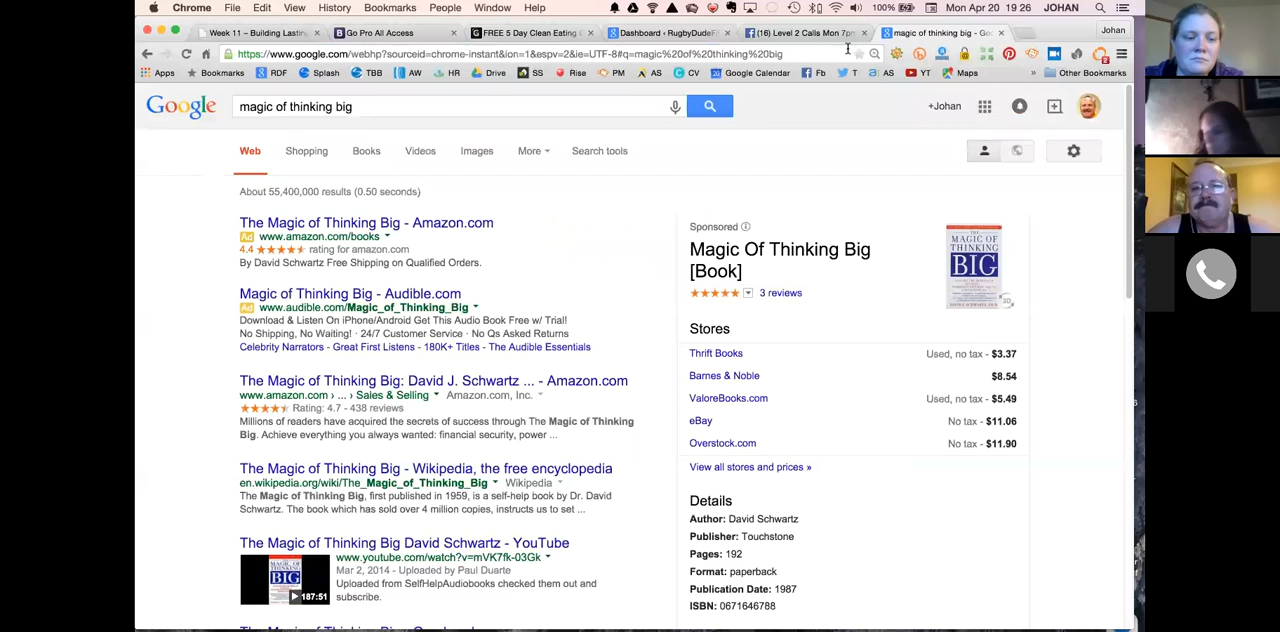 Chrome File Edit View History Bookmarks People Window Help 100% Mon Apr 20 19 26 JOHAN
Week 11 – Building Lasting Go Pro All Access FREE 5 Day Clean Eating Dashboard - RugbyDudeFi (16) Level 2 Calls Mon 7pm magic of thinking big - Goo Johan
https://www.google.com/webhp?sourceid=chrome-instant&ion=1&espv=2&ie=UTF-8#q=magic%20of%20thinking%20big
Apps Bookmarks RDF Splash TBB AW HR Drive SS Rise PM AS CV Google Calendar Fb T AS YT Maps » Other Bookmarks
Google magic of thinking big +Johan
Web Shopping Books Videos Images More Search tools
About 55,400,000 results (0.50 seconds)
The Magic of Thinking Big - Amazon.com
Ad www.amazon.com/books
4.4 ★★★★★ rating for amazon.com
By David Schwartz Free Shipping on Qualified Orders.
Magic of Thinking Big - Audible.com
Ad www.audible.com/Magic_of_Thinking_Big
Download & Listen On iPhone/Android Get This Audio Book Free w/ Trial!
No Shipping, No Waiting! · 24/7 Customer Service · No Qs Asked Returns
Celebrity Narrators - Great First Listens - 180K+ Titles - The Audible Essentials
The Magic of Thinking Big: David J. Schwartz ... - Amazon.com
www.amazon.com › ... › Sales & Selling Amazon.com, Inc.
★★★★★ Rating: 4.7 - 438 reviews
Millions of readers have acquired the secrets of success through The Magic of Thinking
Big. Achieve everything you always wanted: financial security, power ...
The Magic of Thinking Big - Wikipedia, the free encyclopedia
en.wikipedia.org/wiki/The_Magic_of_Thinking_Big Wikipedia
The Magic of Thinking Big, first published in 1959, is a self-help book by Dr. David
Schwartz. The book which has sold over 4 million copies, instructs us to set ...
The Magic of Thinking Big David Schwartz - YouTube
www.youtube.com/watch?v=mVK7fk-03Gk
Mar 2, 2014 - Uploaded by Paul Duarte
Uploaded from SelfHelpAudiobooks checked them out and
subscribe.
BIG
187:51
Sponsored
Magic Of Thinking Big
[Book]
★★★★★ 3 reviews
THE
MAGIC OF
THINKING
BIG
Stores
Thrift Books Used, no tax - $3.37
Barnes & Noble $8.54
ValoreBooks.com Used, no tax - $5.49
eBay No tax - $11.06
Overstock.com No tax - $11.90
View all stores and prices »
Details
Author: David Schwartz
Publisher: Touchstone
Pages: 192
Format: paperback
Publication Date: 1987
ISBN: 0671646788